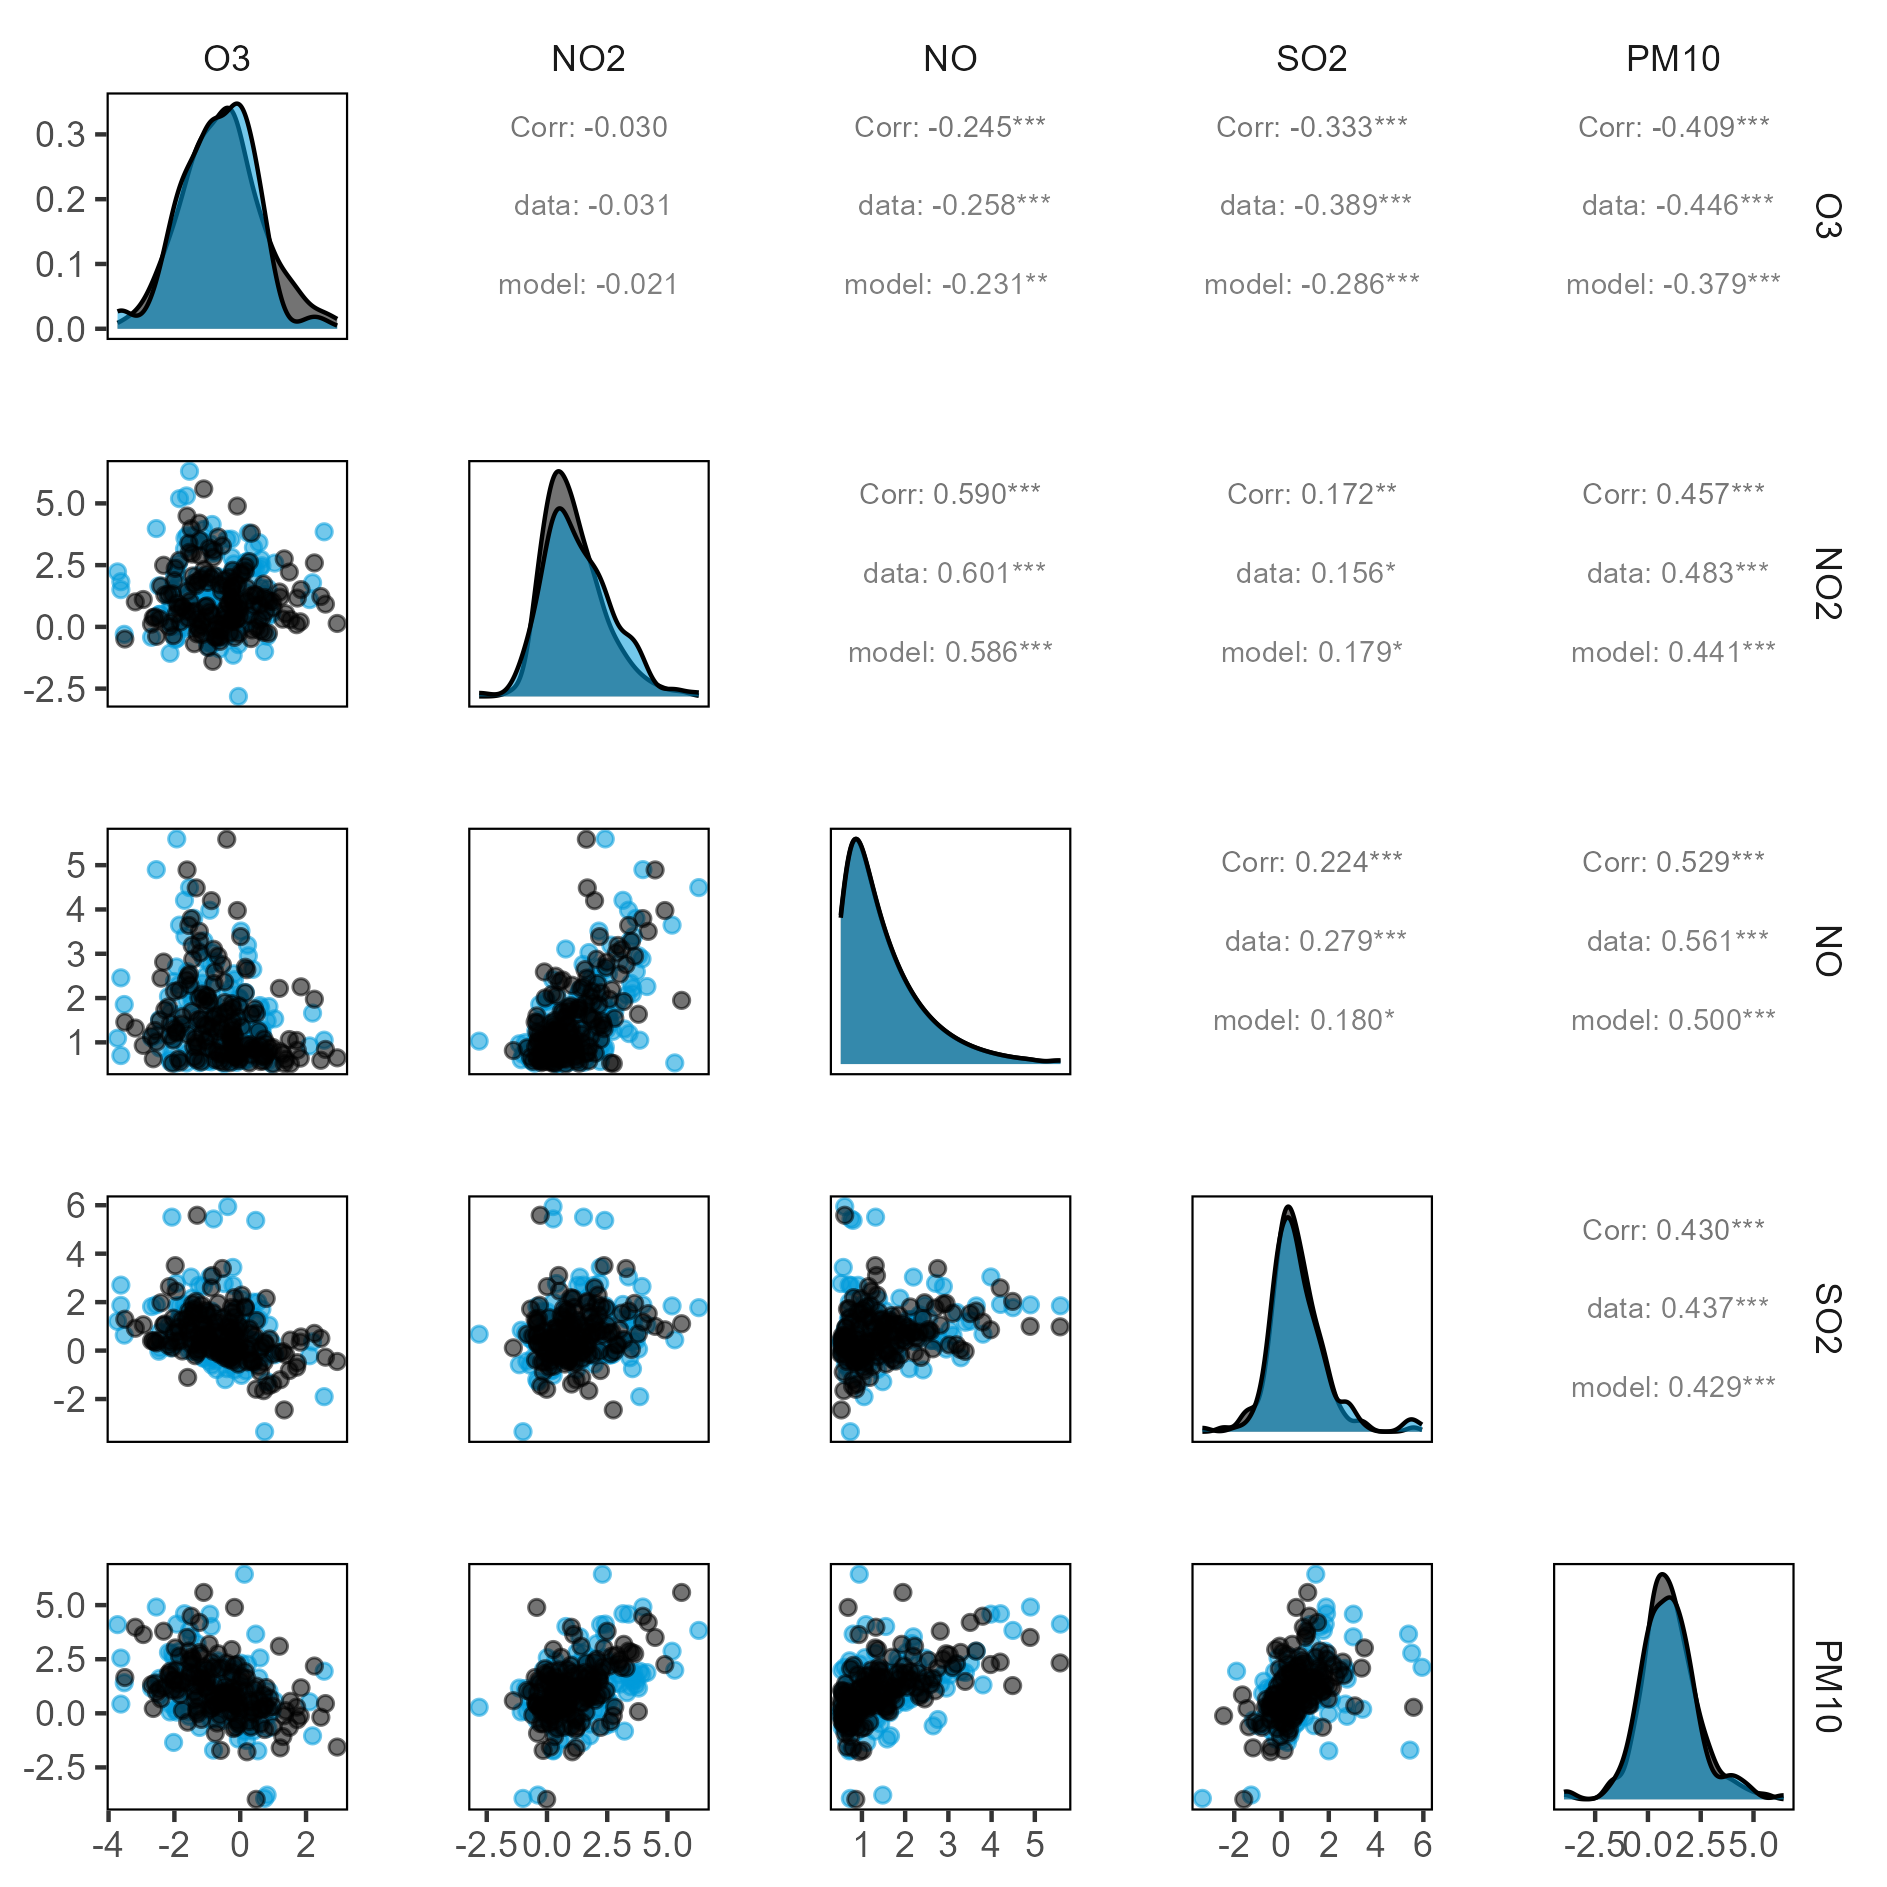 O3 NO2 NO SO2 PM10
0.3 Corr: -0.030 Corr: -0.245*** Corr: -0.333*** Corr: -0.409***
0.2 data: -0.031 data: -0.258*** data: -0.389*** data: -0.446*** O3
0.1 model: -0.021 model: -0.231** model: -0.286*** model: -0.379***
0.0
5.0 Corr: 0.590*** Corr: 0.172** Corr: 0.457***
2.5 data: 0.601*** data: 0.156* data: 0.483*** NO2
0.0 model: 0.586*** model: 0.179* model: 0.441***
-2.5
5 Corr: 0.224*** Corr: 0.529***
4
3 data: 0.279*** data: 0.561*** NO
2 model: 0.180* model: 0.500***
1
6 Corr: 0.430***
4
2 data: 0.437*** SO2
0 model: 0.429***
-2
5.0
2.5 PM10
0.0
-2.5
-4 -2 0 2 -2.5 0.0 2.5 5.0 1 2 3 4 5 -2 0 2 4 6 -2.5 0.0 2.5 5.0